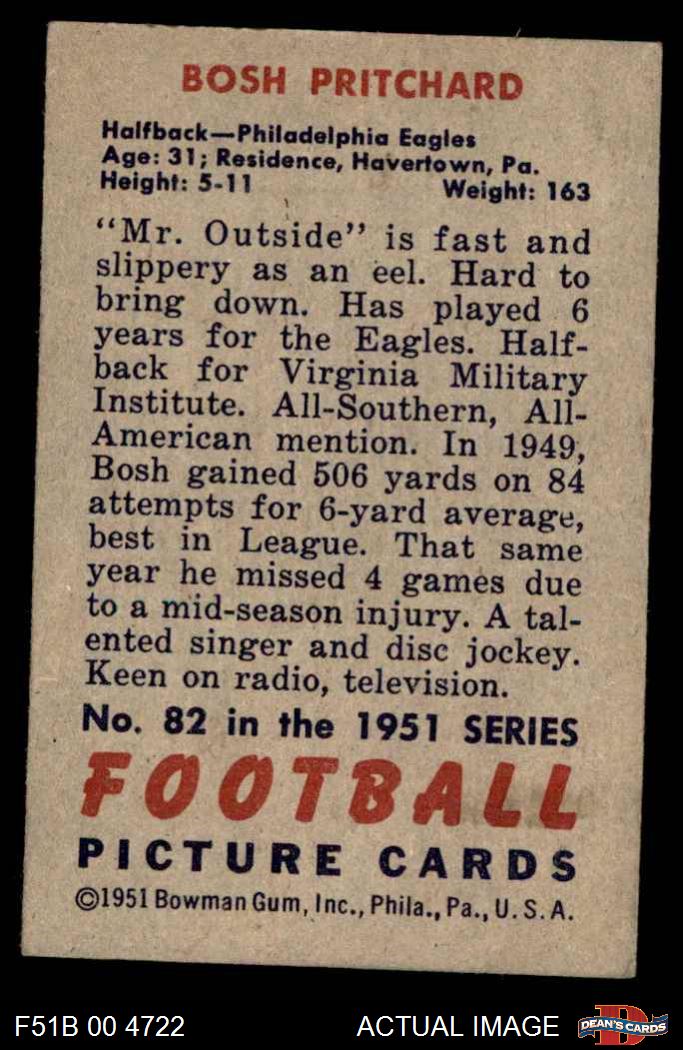 BOSH PRITCHARD
Halfback—Philadelphia Eagles
Age: 31; Residence, Havertown, Pa.
Height: 5-11 Weight: 163
"Mr. Outside" is fast and
slippery as an eel. Hard to
bring down. Has played 6
years for the Eagles. Half-
back for Virginia Military
Institute. All-Southern, All-
American mention. In 1949,
Bosh gained 506 yards on 84
attempts for 6-yard average,
best in League. That same
year he missed 4 games due
to a mid-season injury. A tal-
ented singer and disc jockey.
Keen on radio, television.
No. 82 in the 1951 SERIES
FOOTBALL
PICTURE CARDS
©1951 Bowman Gum, Inc., Phila., Pa., U. S. A.
F51B 00 4722 ACTUAL IMAGE DEAN'S CARDS